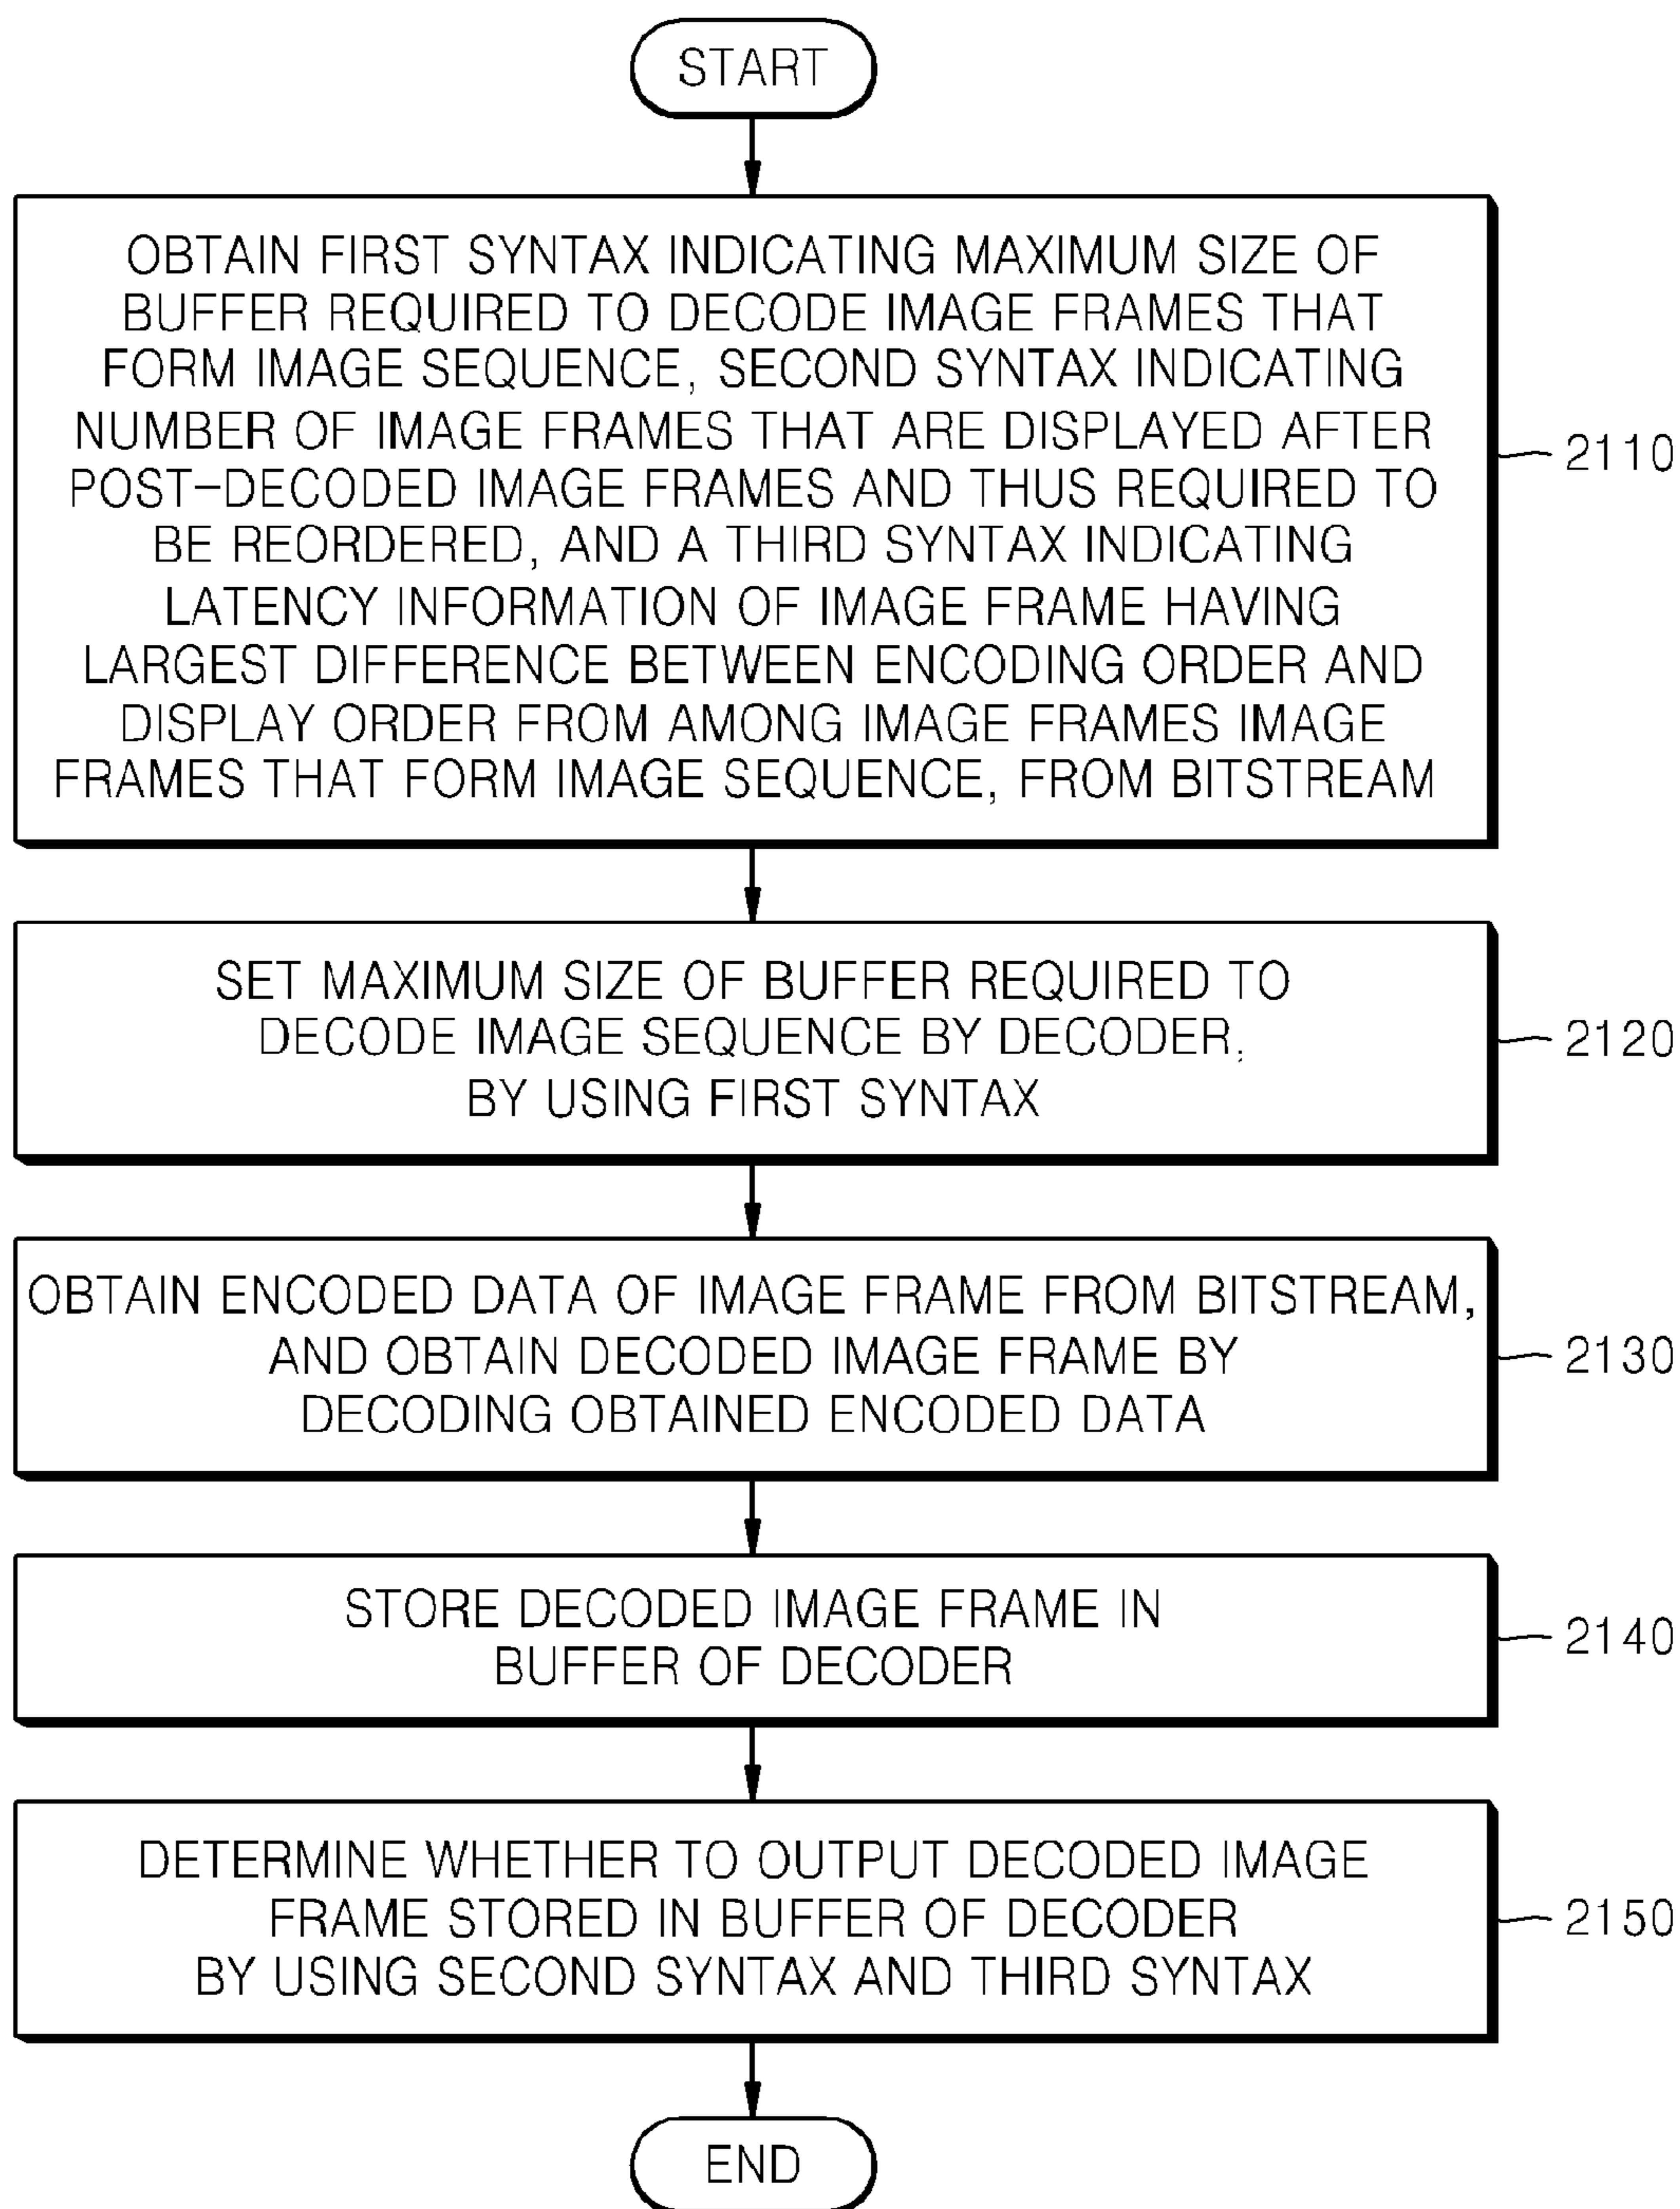 START
OBTAIN FIRST SYNTAX INDICATING MAXIMUM SIZE OF
BUFFER REQUIRED TO DECODE IMAGE FRAMES THAT
FORM IMAGE SEQUENCE, SECOND SYNTAX INDICATING
NUMBER OF IMAGE FRAMES THAT ARE DISPLAYED AFTER
POST-DECODED IMAGE FRAMES AND THUS REQUIRED TO
BE REORDERED, AND A THIRD SYNTAX INDICATING
LATENCY INFORMATION OF IMAGE FRAME HAVING
LARGEST DIFFERENCE BETWEEN ENCODING ORDER AND
DISPLAY ORDER FROM AMONG IMAGE FRAMES IMAGE
FRAMES THAT FORM IMAGE SEQUENCE, FROM BITSTREAM
2110
SET MAXIMUM SIZE OF BUFFER REQUIRED TO
DECODE IMAGE SEQUENCE BY DECODER,
BY USING FIRST SYNTAX
2120
OBTAIN ENCODED DATA OF IMAGE FRAME FROM BITSTREAM,
AND OBTAIN DECODED IMAGE FRAME BY
DECODING OBTAINED ENCODED DATA
2130
STORE DECODED IMAGE FRAME IN
BUFFER OF DECODER
2140
DETERMINE WHETHER TO OUTPUT DECODED IMAGE
FRAME STORED IN BUFFER OF DECODER
BY USING SECOND SYNTAX AND THIRD SYNTAX
2150
END